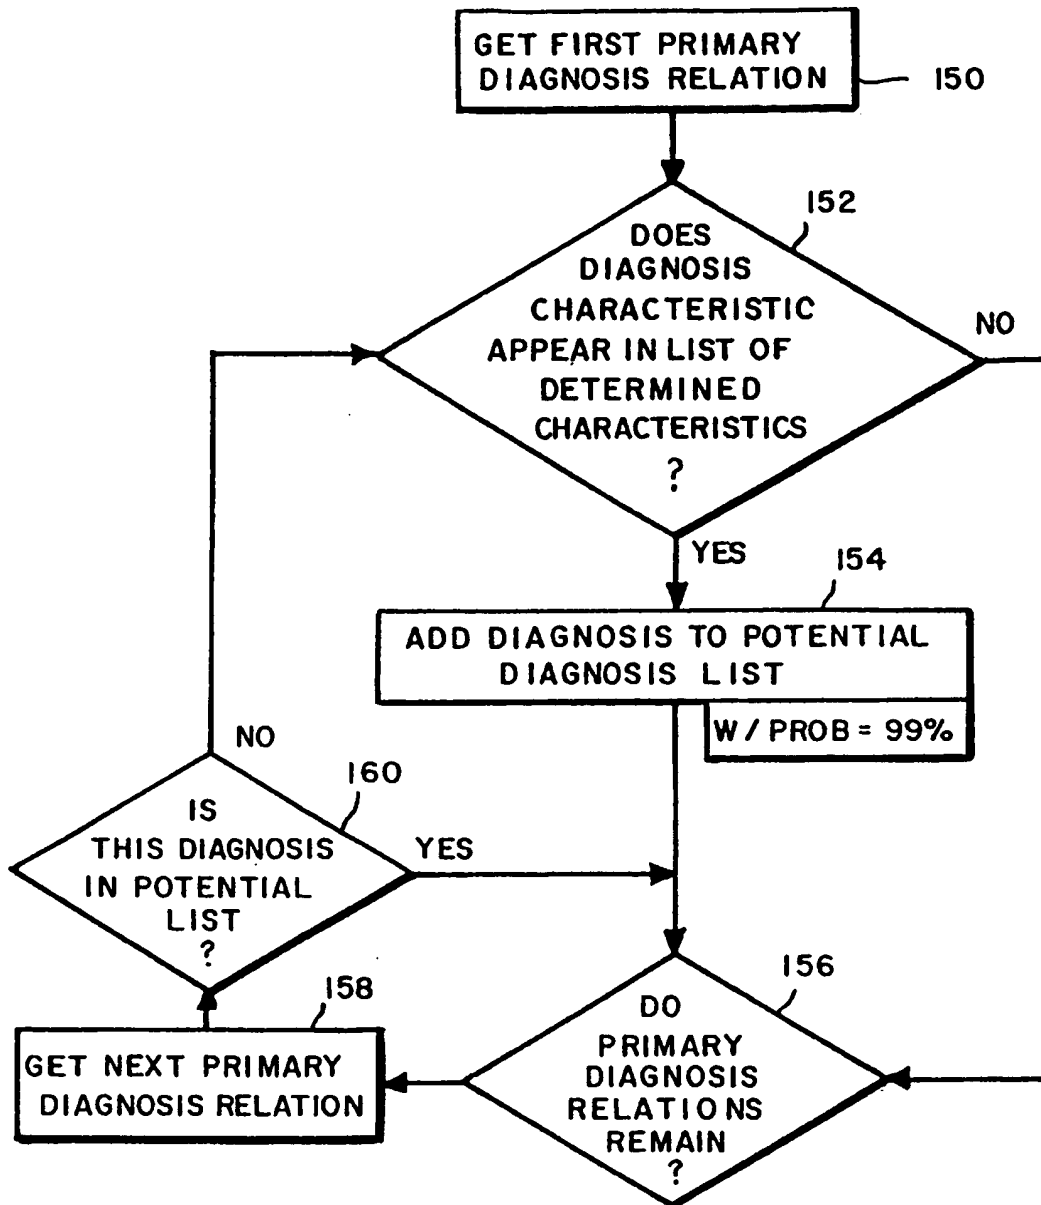 GET FIRST PRIMARY
DIAGNOSIS RELATION
150
152
DOES
DIAGNOSIS
CHARACTERISTIC
APPEAR IN LIST OF
DETERMINED
CHARACTERISTICS
?
NO
YES
154
ADD DIAGNOSIS TO POTENTIAL
DIAGNOSIS LIST
W/ PROB = 99%
NO
160
IS
THIS DIAGNOSIS
IN POTENTIAL
LIST
?
YES
156
DO
PRIMARY
DIAGNOSIS
RELATIONS
REMAIN
?
158
GET NEXT PRIMARY
DIAGNOSIS RELATION